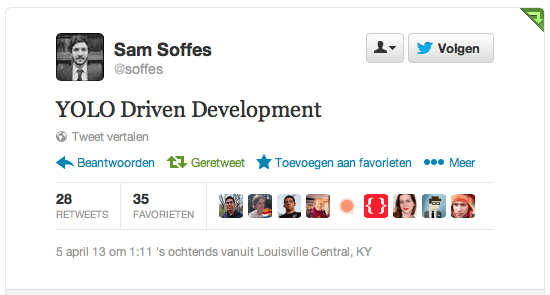 Sam Soffes
@soffes
Volgen
YOLO Driven Development
Tweet vertalen
Beantwoorden Geretweet Toevoegen aan favorieten Meer
28 35
RETWEETS FAVORIETEN
{}
5 april 13 om 1:11 's ochtends vanuit Louisville Central, KY